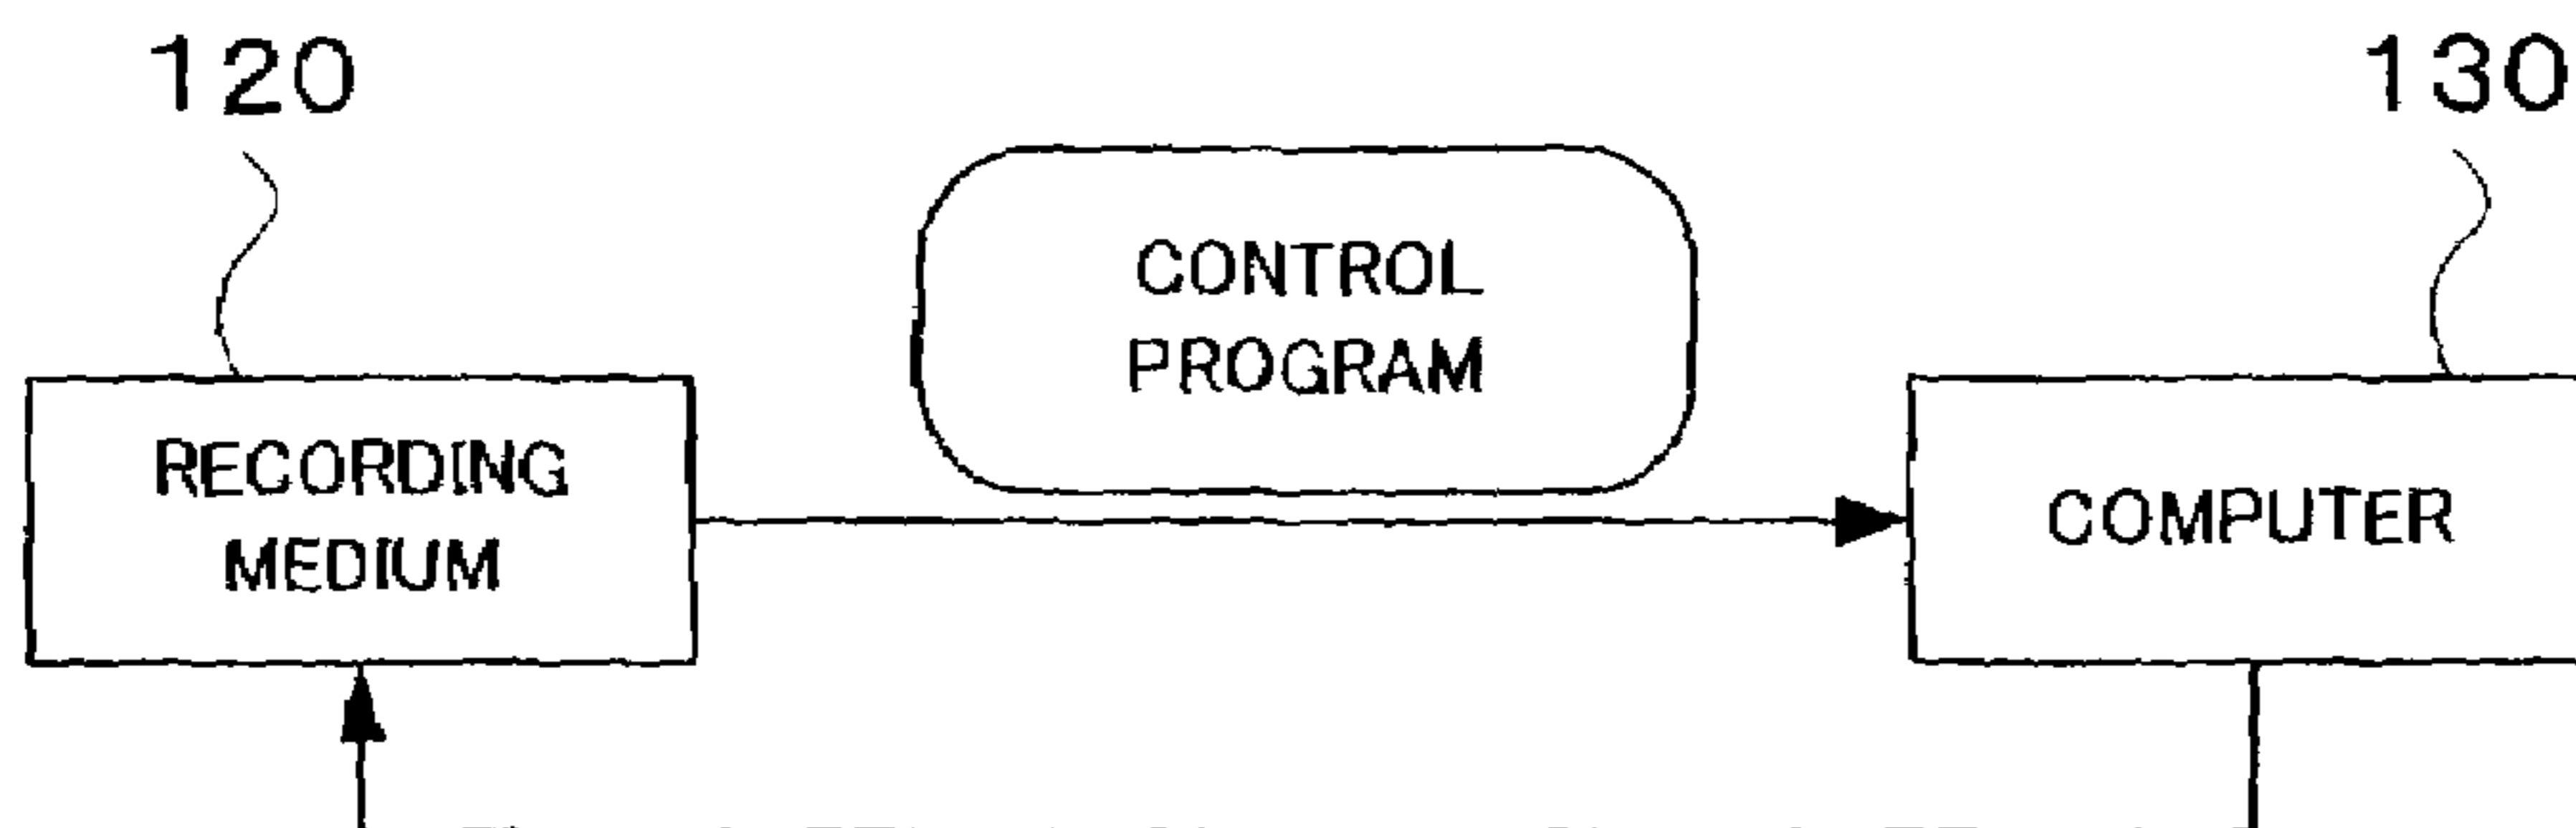 120
130
CONTROL
PROGRAM
RECORDING
MEDIUM
COMPUTER